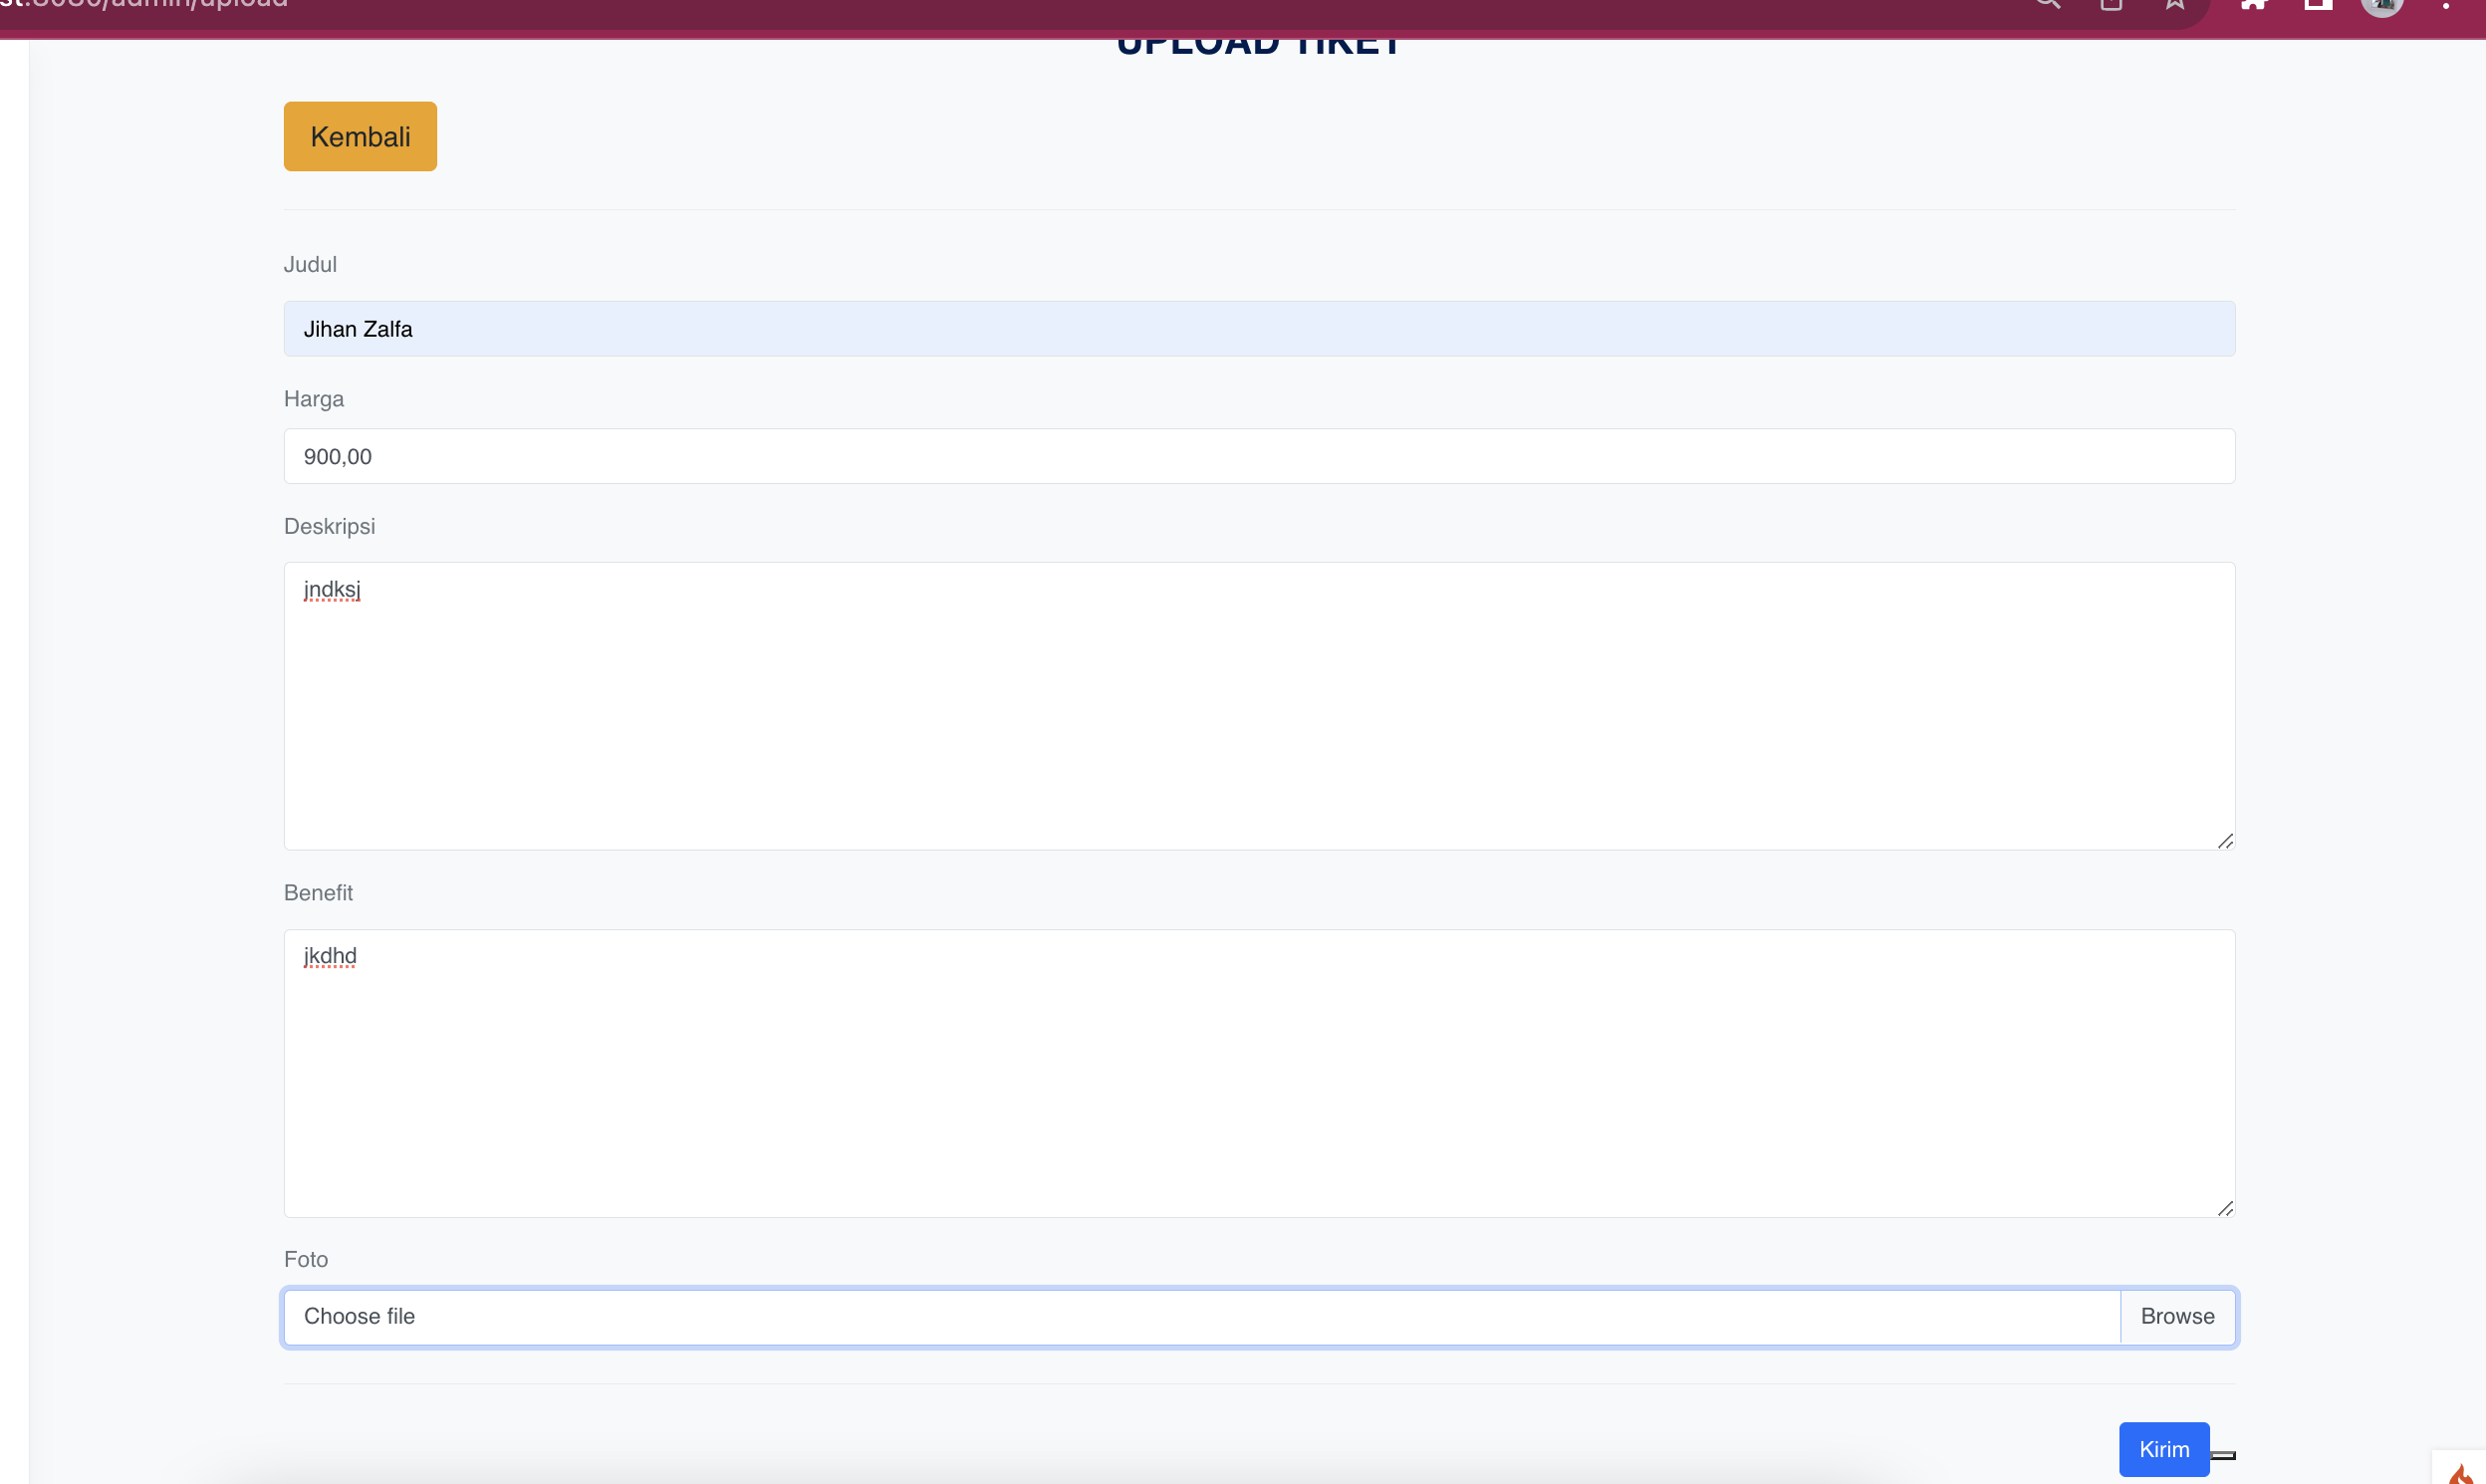 st:8080/admin/upload
UPLOAD TIKET
Kembali
Judul
Jihan Zalfa
Harga
900,00
Deskripsi
jndksj
Benefit
jkdhd
Foto
Choose file
Browse
Kirim